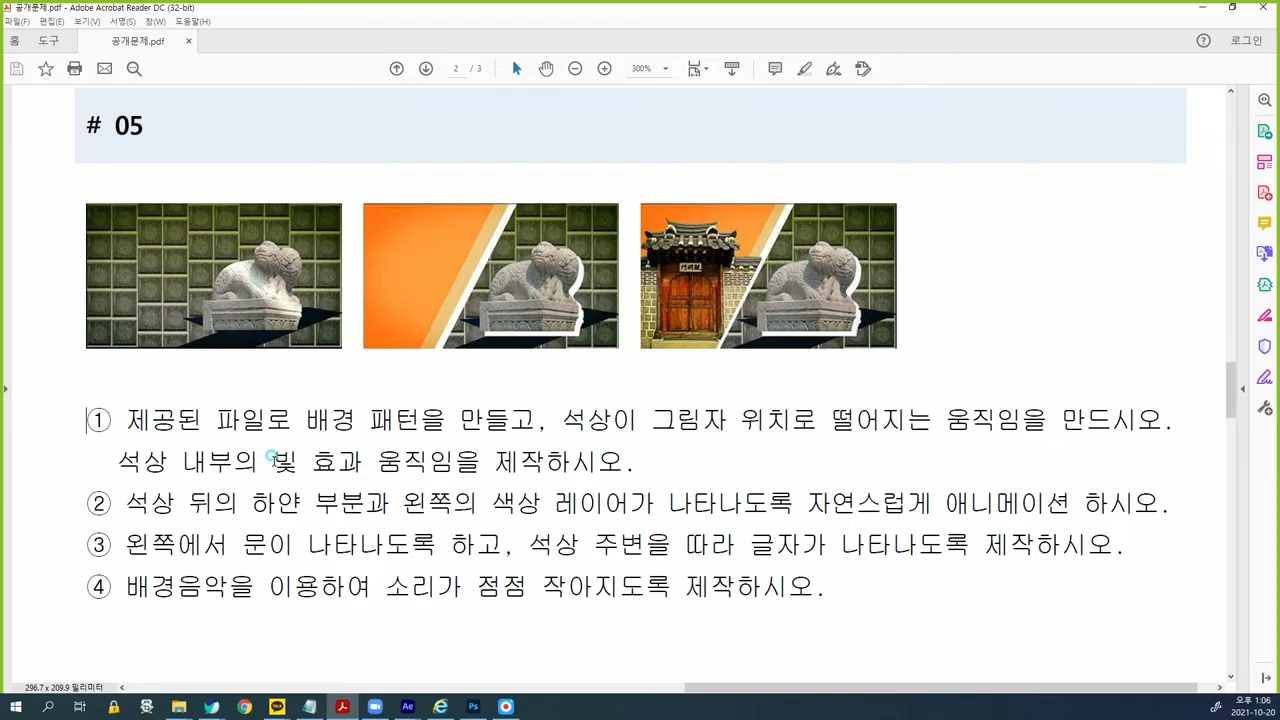 공개문제.pdf - Adobe Acrobat Reader DC (32-bit)
파일(F) 편집(E) 보기(V) 서명(S) 창(W) 도움말(H)
홈 도구 공개문제.pdf × 로그인
2 / 3 300%
# 05
① 제공된 파일로 배경 패턴을 만들고, 석상이 그림자 위치로 떨어지는 움직임을 만드시오.
석상 내부의 빛 효과 움직임을 제작하시오.
② 석상 뒤의 하얀 부분과 왼쪽의 색상 레이어가 나타나도록 자연스럽게 애니메이션 하시오.
③ 왼쪽에서 문이 나타나도록 하고, 석상 주변을 따라 글자가 나타나도록 제작하시오.
④ 배경음악을 이용하여 소리가 점점 작아지도록 제작하시오.
296.7 x 209.9 밀리미터
TALK Ae Ps
오후 1:06
2021-10-20